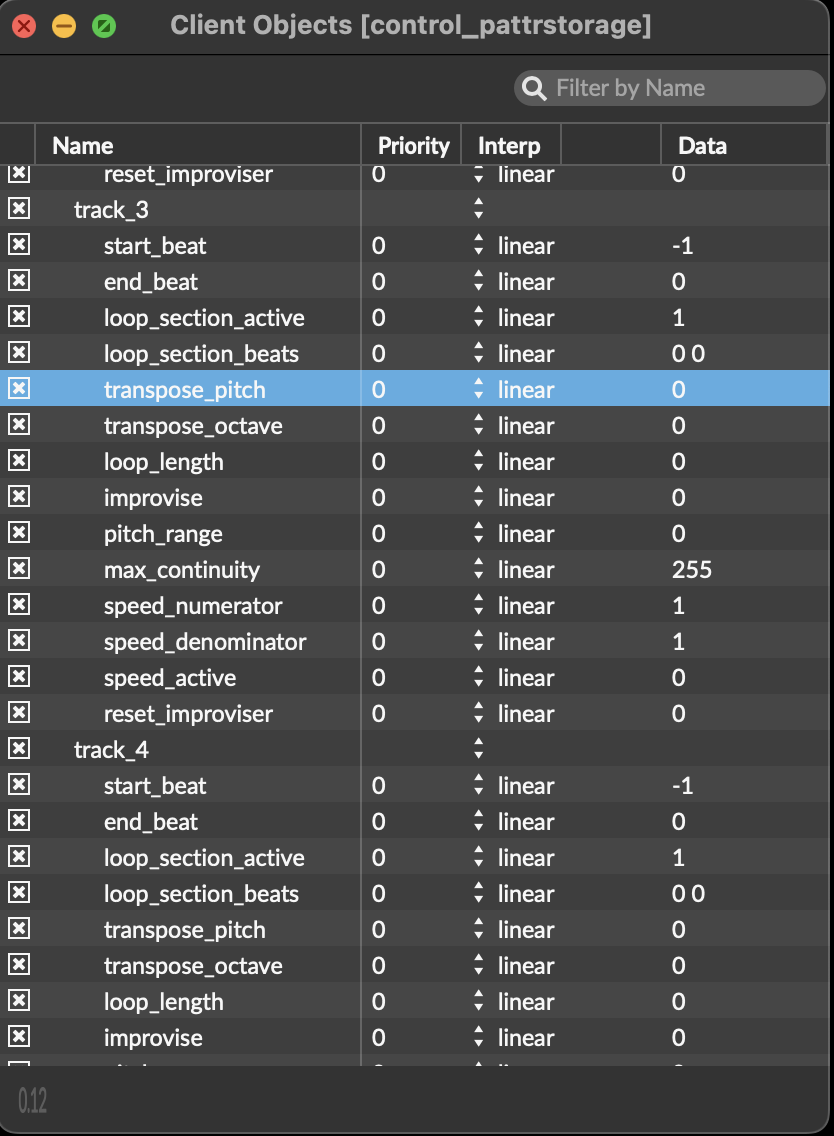 Client Objects [control_pattrstorage]
Filter by Name
Name Priority Interp Data
reset_improviser 0 linear 0
track_3
start_beat 0 linear -1
end_beat 0 linear 0
loop_section_active 0 linear 1
loop_section_beats 0 linear 0 0
transpose_pitch 0 linear 0
transpose_octave 0 linear 0
loop_length 0 linear 0
improvise 0 linear 0
pitch_range 0 linear 0
max_continuity 0 linear 255
speed_numerator 0 linear 1
speed_denominator 0 linear 1
speed_active 0 linear 0
reset_improviser 0 linear 0
track_4
start_beat 0 linear -1
end_beat 0 linear 0
loop_section_active 0 linear 1
loop_section_beats 0 linear 0 0
transpose_pitch 0 linear 0
transpose_octave 0 linear 0
loop_length 0 linear 0
improvise 0 linear 0
0.12